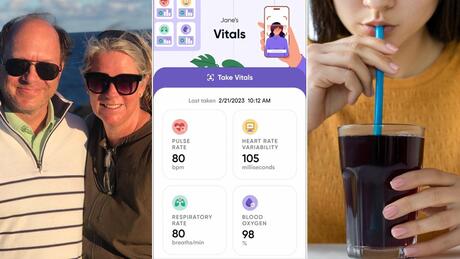 Jane's
Vitals
Take Vitals
Last taken 2/21/2023 10:12 AM
PULSE
RATE
80
bpm
HEART RATE
VARIABILITY
105
milliseconds
RESPIRATORY
RATE
80
breaths/min
BLOOD
OXYGEN
98
%